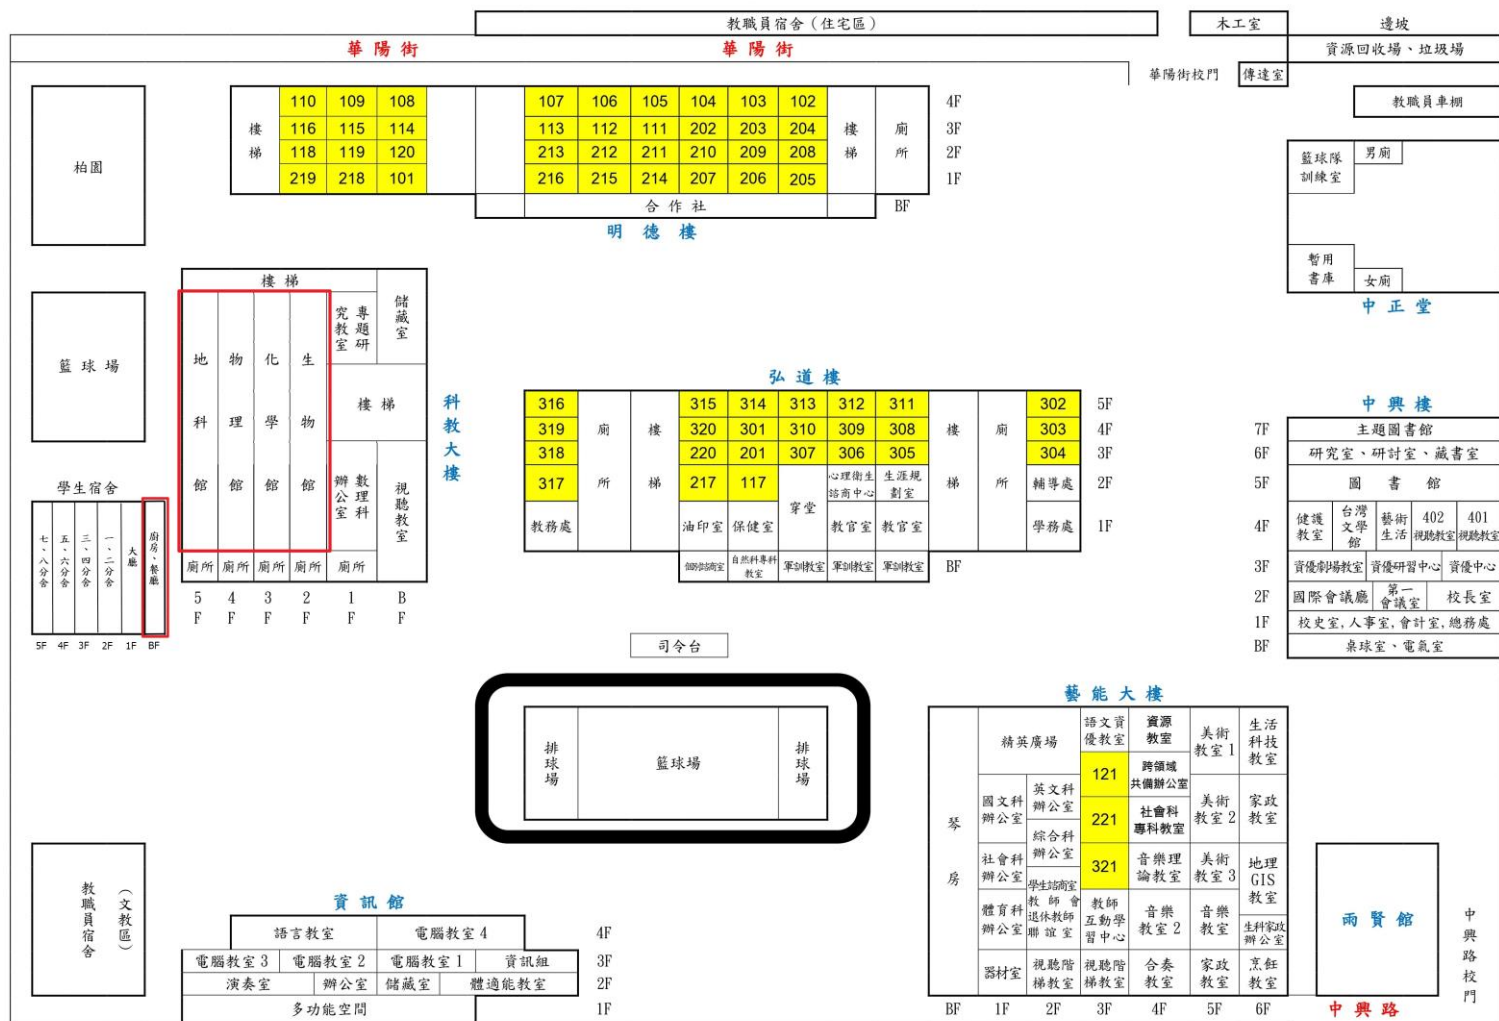 教職員宿舍（住宅區）
木工室
邊坡
華陽街
華陽街
資源回收場、垃圾場
華陽街校門
傳達室
教職員車棚
柏園
樓梯
110 109 108
116 115 114
118 119 120
219 218 101
107 106 105 104 103 102
113 112 111 202 203 204
213 212 211 210 209 208
216 215 214 207 206 205
樓梯
廁所
4F
3F
2F
1F
合作社
BF
明德樓
籃球隊
訓練室
男廁
暫用
書庫
女廁
中正堂
籃球場
樓梯
地科館
物理館
化學館
生物館
專題研
究教室
儲藏室
樓梯
數理科
辦公室
視聽教室
廁所 廁所 廁所 廁所 廁所
5F 4F 3F 2F 1F BF
科教大樓
學生宿舍
七、八分舍
五、六分舍
三、四分舍
一、二分舍
大廳
廚房、餐廳
5F 4F 3F 2F 1F BF
弘道樓
316 315 314 313 312 311 302 5F
319 320 301 310 309 308 303 4F
318 220 201 307 306 305 304 3F
廁所
樓梯
樓梯
廁所
317 217 117
穿堂
心理衛生
諮商中心
生涯規
劃室
輔導處
2F
教務處 油印室 保健室 教官室 教官室 學務處 1F
個別諮商室
自然科專科
教室
軍訓教室 軍訓教室 軍訓教室 BF
中興樓
7F 主題圖書館
6F 研究室、研討室、藏書室
5F 圖書館
4F
健護
教室
台灣
文學
館
藝術
生活
402
視聽教室
401
視聽教室
3F 資優劇場教室 資優研習中心 資優中心
2F 國際會議廳
第一
會議室
校長室
1F 校史室,人事室,會計室,總務處
BF 桌球室、電氣室
司令台
排球場
籃球場
排球場
藝能大樓
琴房
精英廣場
國文科
辦公室
社會科
辦公室
體育科
辦公室
器材室
英文科
辦公室
綜合科
辦公室
學生諮商室
教師會
退休教師
聯誼室
視聽階
梯教室
語文資
優教室
121
221
321
教師
互動學
習中心
視聽階
梯教室
資源
教室
跨領域
共備辦公室
社會科
專科教室
音樂理
論教室
音樂
教室2
合奏
教室
美術
教室1
美術
教室2
美術
教室3
音樂
教室
家政
教室
生活
科技
教室
家政
教室
地理
GIS
教室
生科家政
辦公室
烹飪
教室
BF 1F 2F 3F 4F 5F 6F
雨賢館
中興路校門
中興路
教職員宿舍
（文教區）
資訊館
語言教室 電腦教室4 4F
電腦教室3 電腦教室2 電腦教室1 資訊組 3F
演奏室 辦公室 儲藏室 體適能教室 2F
多功能空間 1F